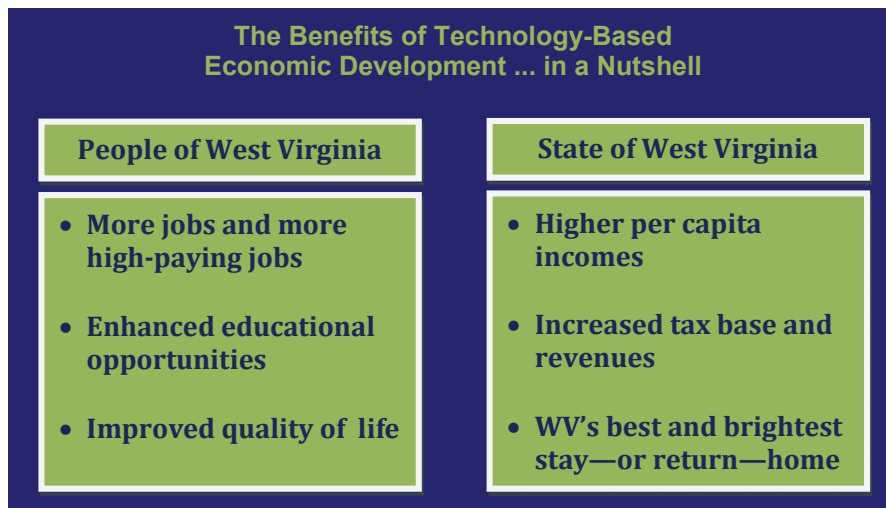 The Benefits of Technology-Based
Economic Development ... in a Nutshell
People of West Virginia
• More jobs and more
high-paying jobs
• Enhanced educational
opportunities
• Improved quality of life
State of West Virginia
• Higher per capita
incomes
• Increased tax base and
revenues
• WV’s best and brightest
stay—or return—home